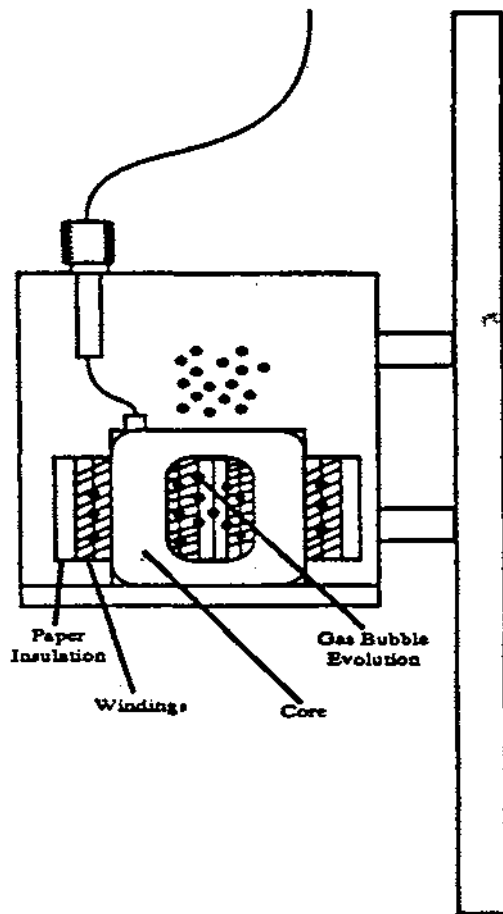 Paper
Insulation
Gas Bubble
Evolution
Windings
Core